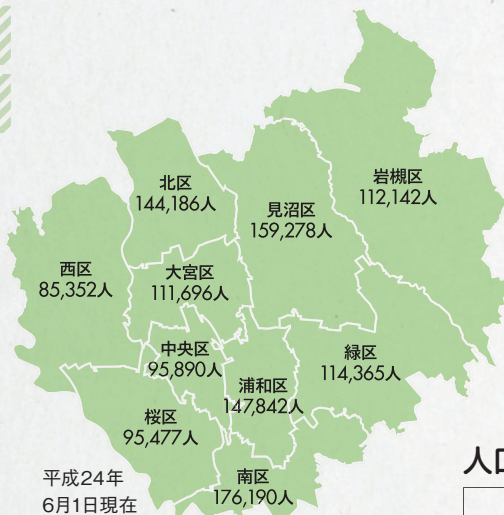 岩槻区
112,142人
北区
144,186人
見沼区
159,278人
西区
85,352人
大宮区
111,696人
中央区
95,890人
緑区
114,365人
浦和区
147,842人
桜区
95,477人
南区
176,190人
平成24年
6月1日現在